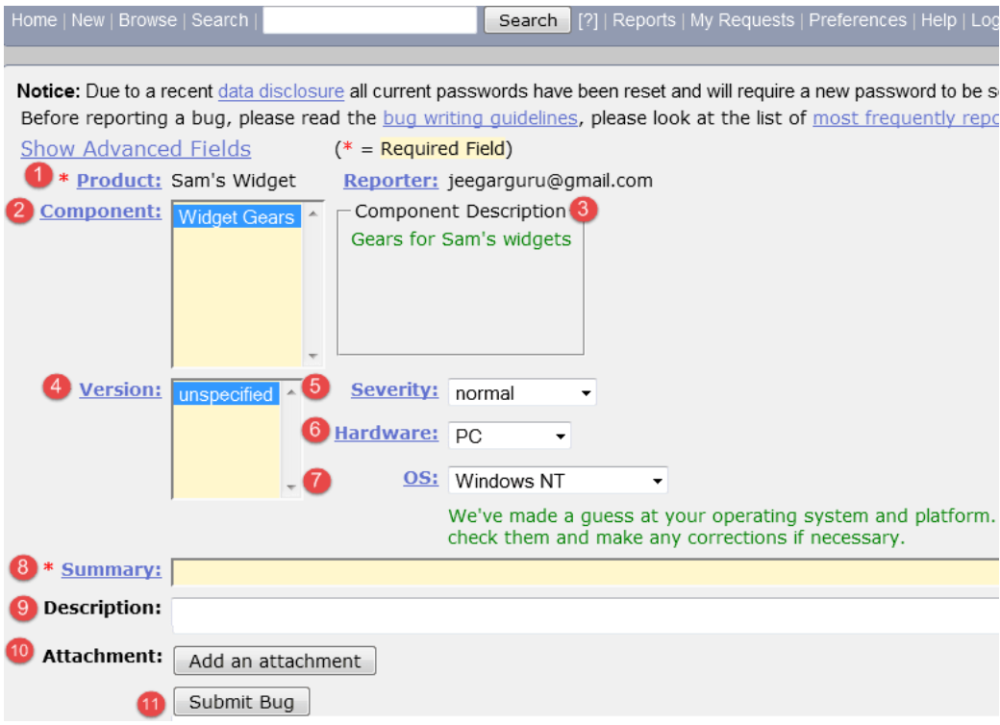 Home | New | Browse | Search | Search [?] | Reports | My Requests | Preferences | Help | Log
Notice: Due to a recent data disclosure all current passwords have been reset and will require a new password to be s
Before reporting a bug, please read the bug writing guidelines, please look at the list of most frequently repo
Show Advanced Fields (* = Required Field)
1 * Product: Sam's Widget Reporter: jeegarguru@gmail.com
2 Component: Widget Gears Component Description 3
Gears for Sam's widgets
4 Version: unspecified 5 Severity: normal
6 Hardware: PC
7 OS: Windows NT
We've made a guess at your operating system and platform.
check them and make any corrections if necessary.
8 * Summary:
9 Description:
10 Attachment: Add an attachment
11 Submit Bug